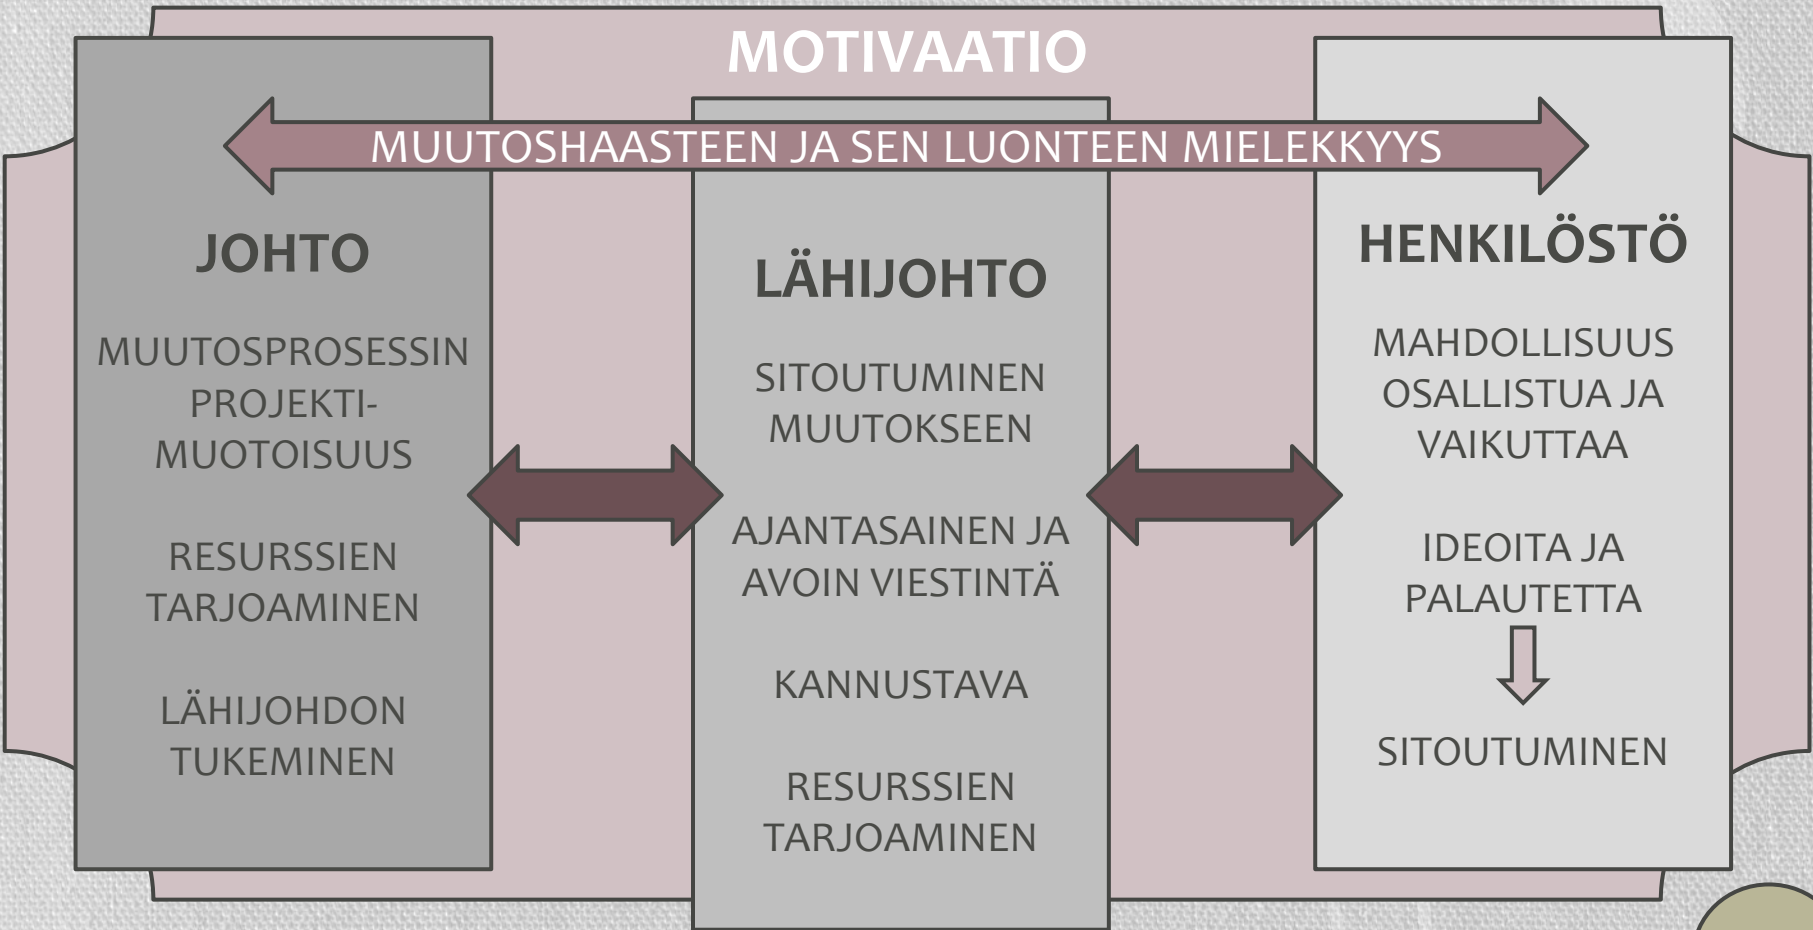 MOTIVAATIO
MUUTOSHAASTEEN JA SEN LUONTEEN MIELEKKYYS
JOHTO
MUUTOSPROSESSIN
PROJEKTI-
MUOTOISUUS
RESURSSIEN
TARJOAMINEN
LÄHIJOHDON
TUKEMINEN
LÄHIJOHTO
SITOUTUMINEN
MUUTOKSEEN
AJANTASAINEN JA
AVOIN VIESTINTÄ
KANNUSTAVA
RESURSSIEN
TARJOAMINEN
HENKILÖSTÖ
MAHDOLLISUUS
OSALLISTUA JA
VAIKUTTAA
IDEOITA JA
PALAUTETTA
SITOUTUMINEN